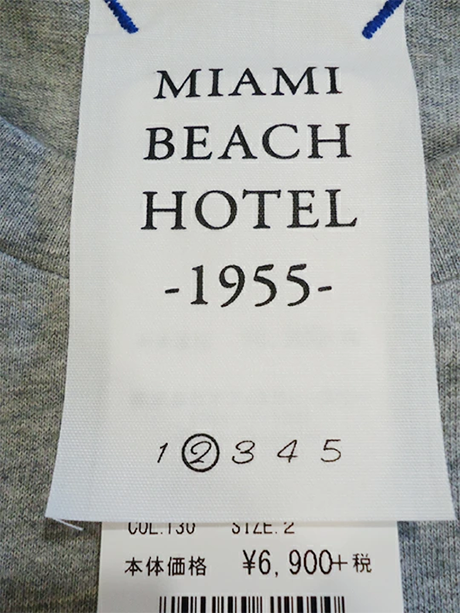 MIAMI
BEACH
HOTEL
-1955-
1 2 3 4 5
COL.130 SIZE.2
本体価格 ¥6,900+税